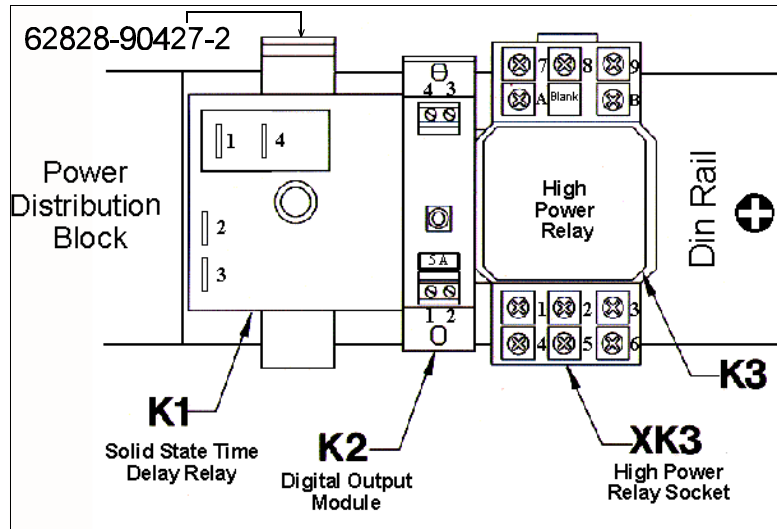 62828-90427-2
4 3
7 8 9
A Blank B
1 4
Power
Distribution
Block
High
Power
Relay
Din Rail
2
5 A
3
1 2
1 2 3
4 5 6
K3
K1
Solid State Time
Delay Relay
K2
Digital Output
Module
XK3
High Power
Relay Socket